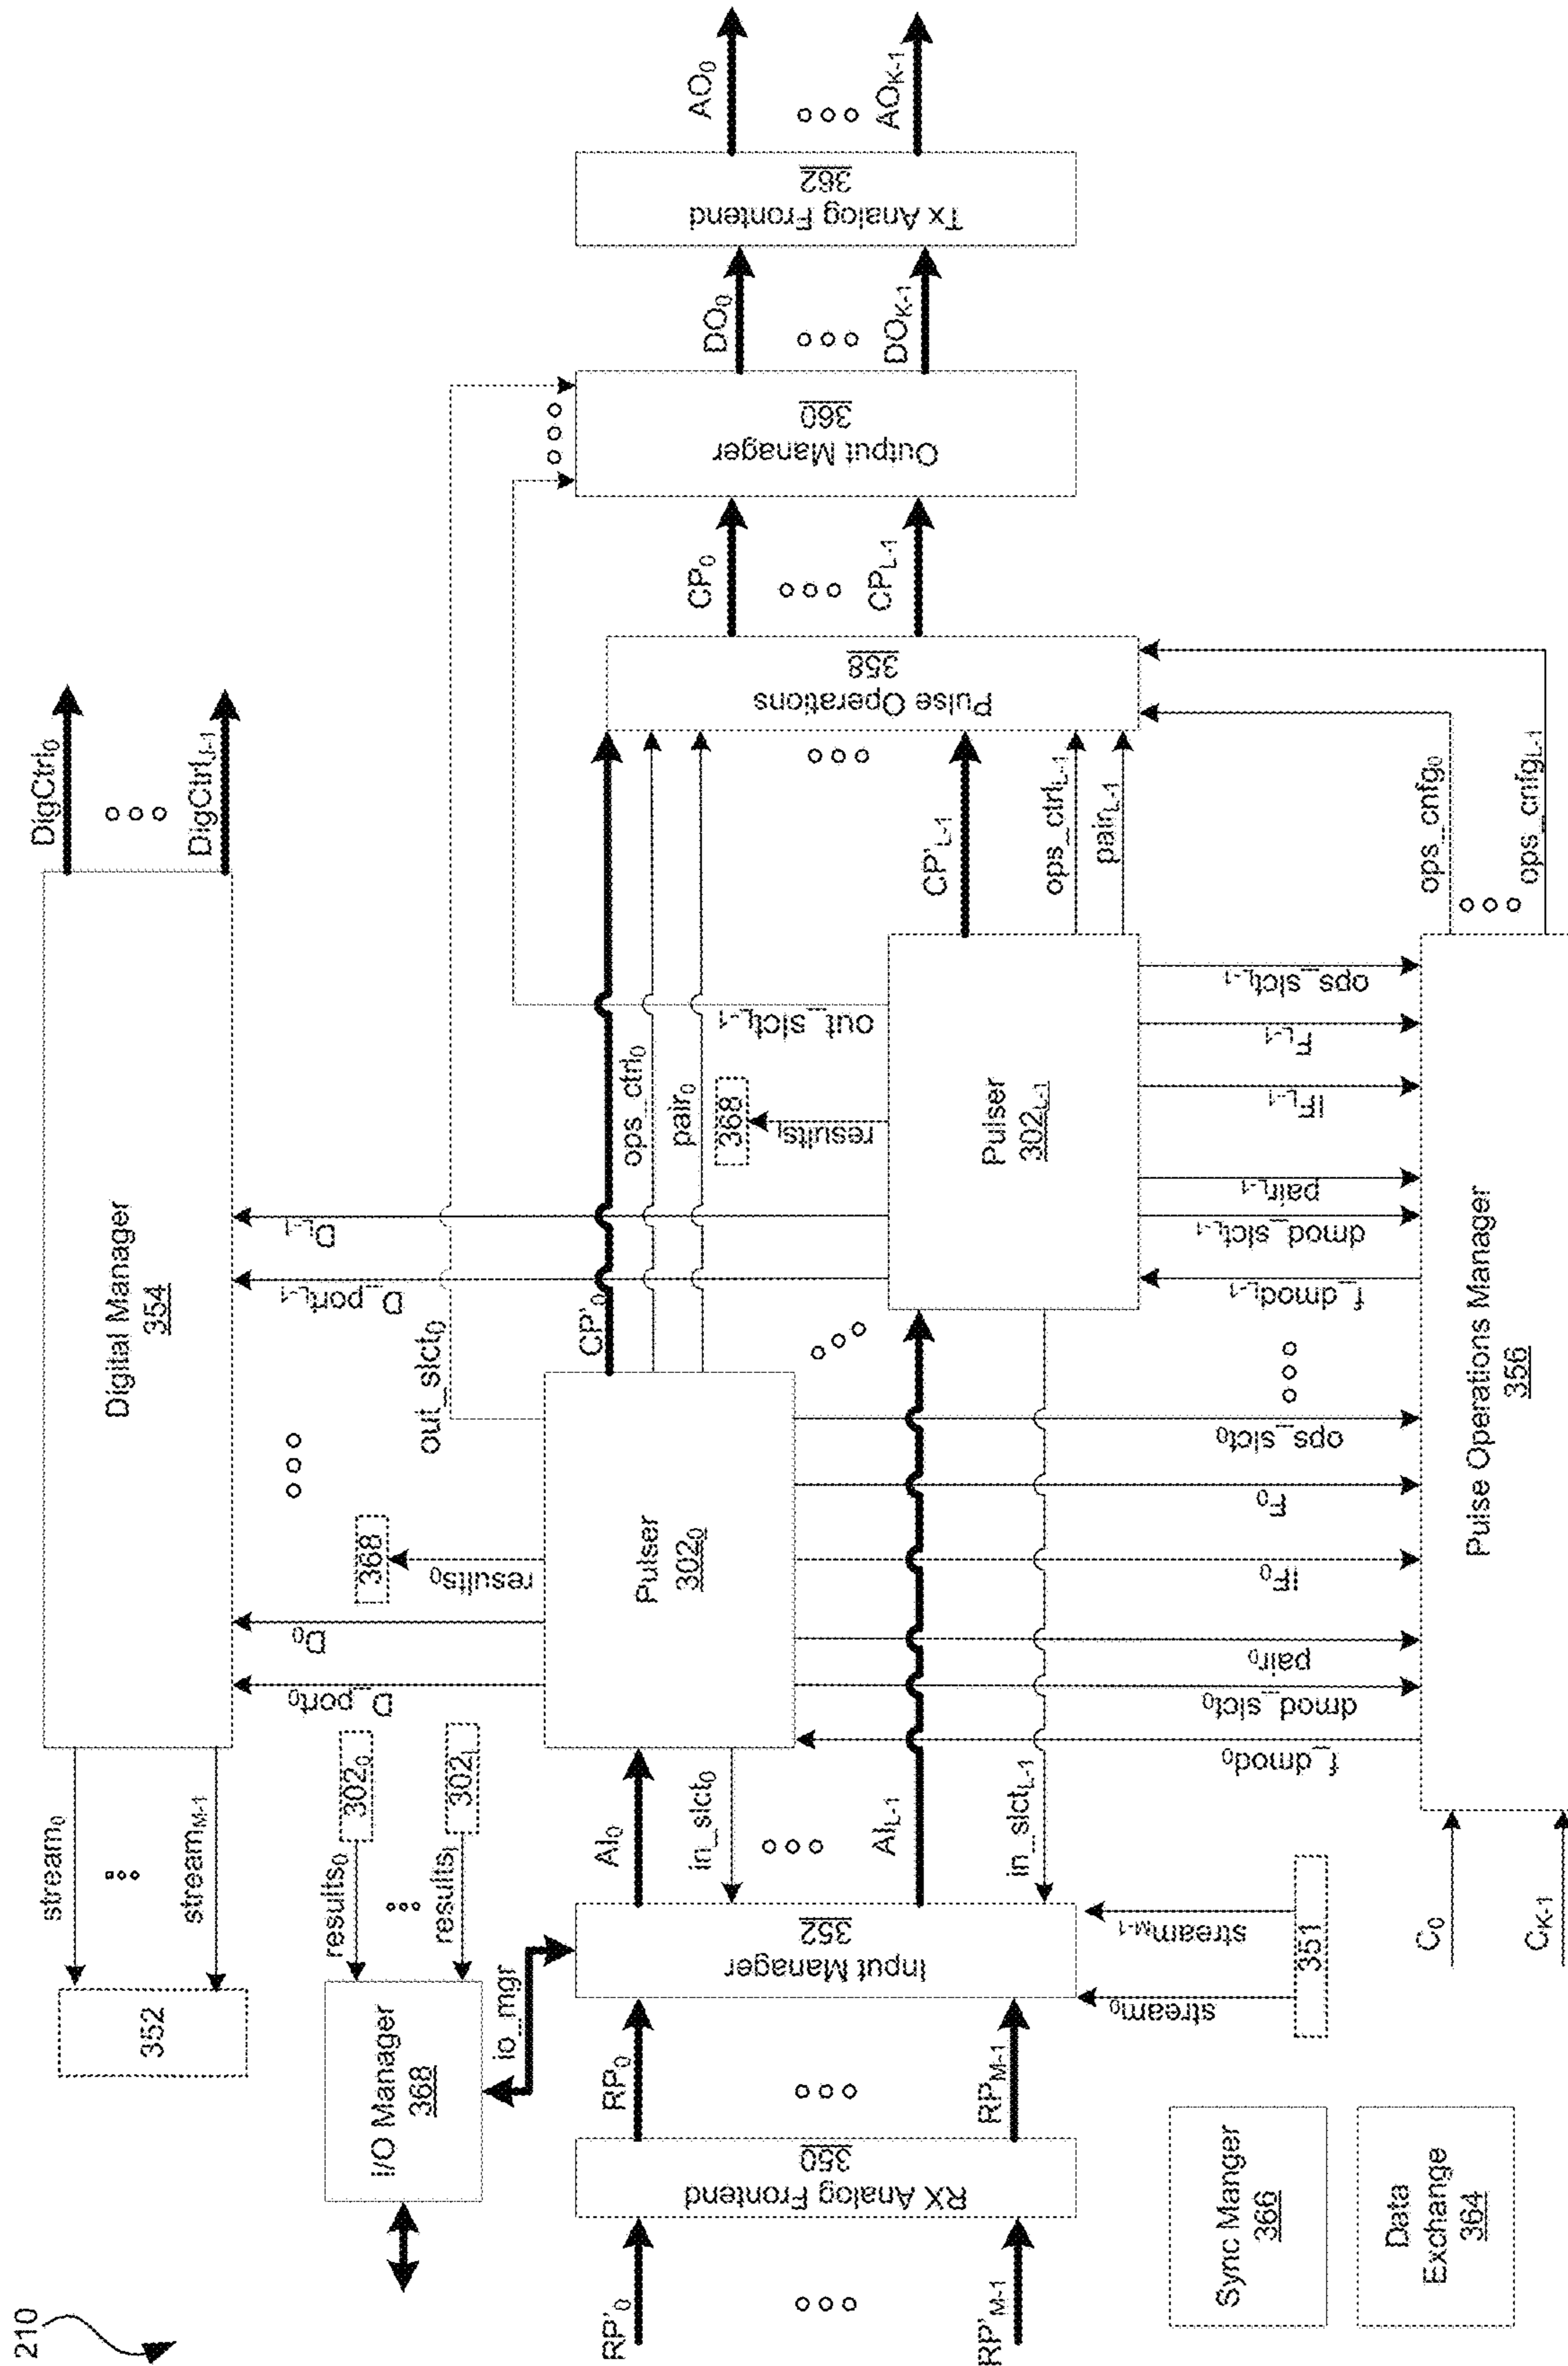 210
DigCtrl0
DigCtrlL-1
Digital Manager
354
stream0
streamM-1
352
D_port0
D0
D_portL-1
DL-1
results0
resultsI
3020
302I
I/O Manager
368
io_mgr
results0
368
out_slct0
RP'0
RP'M-1
RX Analog Frontend
350
RP0
RPM-1
Input Manager
352
stream0
streamM-1
351
AI0
in_slct0
AIL-1
in_slctL-1
Pulser
3020
CP'0
ops_ctrl0
pair0
368
resultsI
out_slctL-1
Pulser
302L-1
CP'L-1
ops_ctrlL-1
pairL-1
Pulse Operations
358
CP0
CPL-1
Output Manager
360
DO0
DOK-1
Tx Analog Frontend
362
AO0
AOK-1
f_dmod0
dmod_slct0
pair0
IF0
F0
ops_slct0
f_dmodL-1
dmod_slctL-1
pairL-1
IFL-1
FL-1
ops_slctL-1
C0
CK-1
Pulse Operations Manager
356
ops_cnfg0
ops_cnfgL-1
Sync Manger
366
Data
Exchange
364